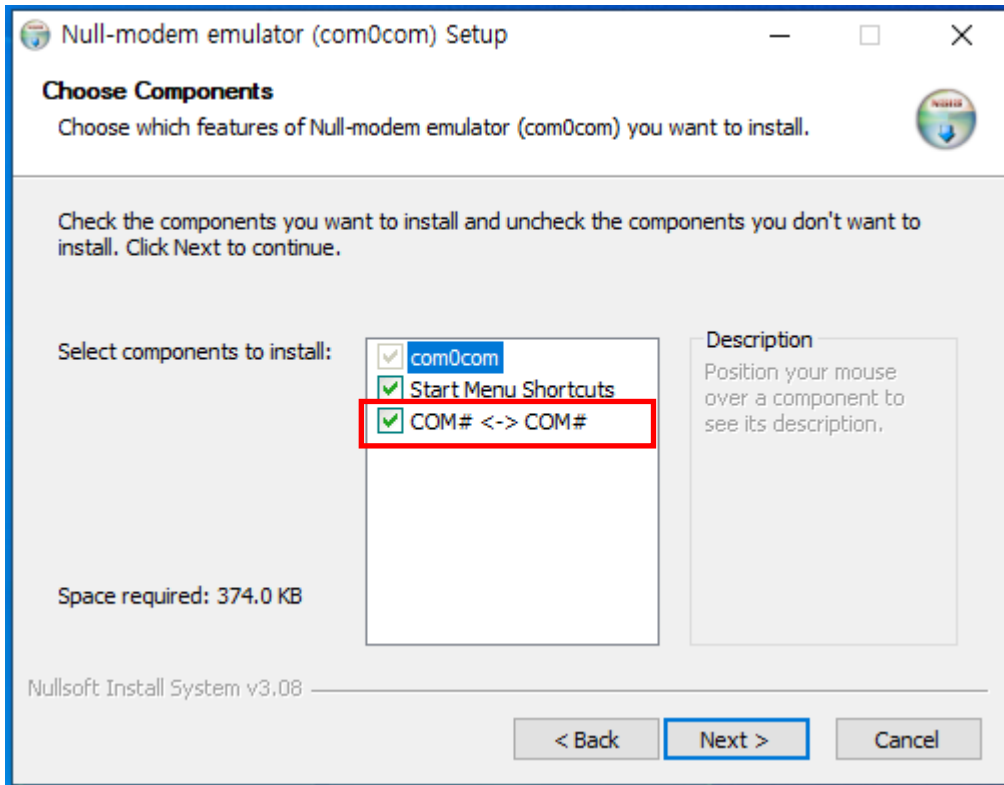 Null-modem emulator (com0com) Setup
Choose Components
Choose which features of Null-modem emulator (com0com) you want to install.
Check the components you want to install and uncheck the components you don't want to
install. Click Next to continue.
Select components to install:
com0com
Start Menu Shortcuts
COM# <-> COM#
Description
Position your mouse
over a component to
see its description.
Space required: 374.0 KB
Nullsoft Install System v3.08
< Back
Next >
Cancel